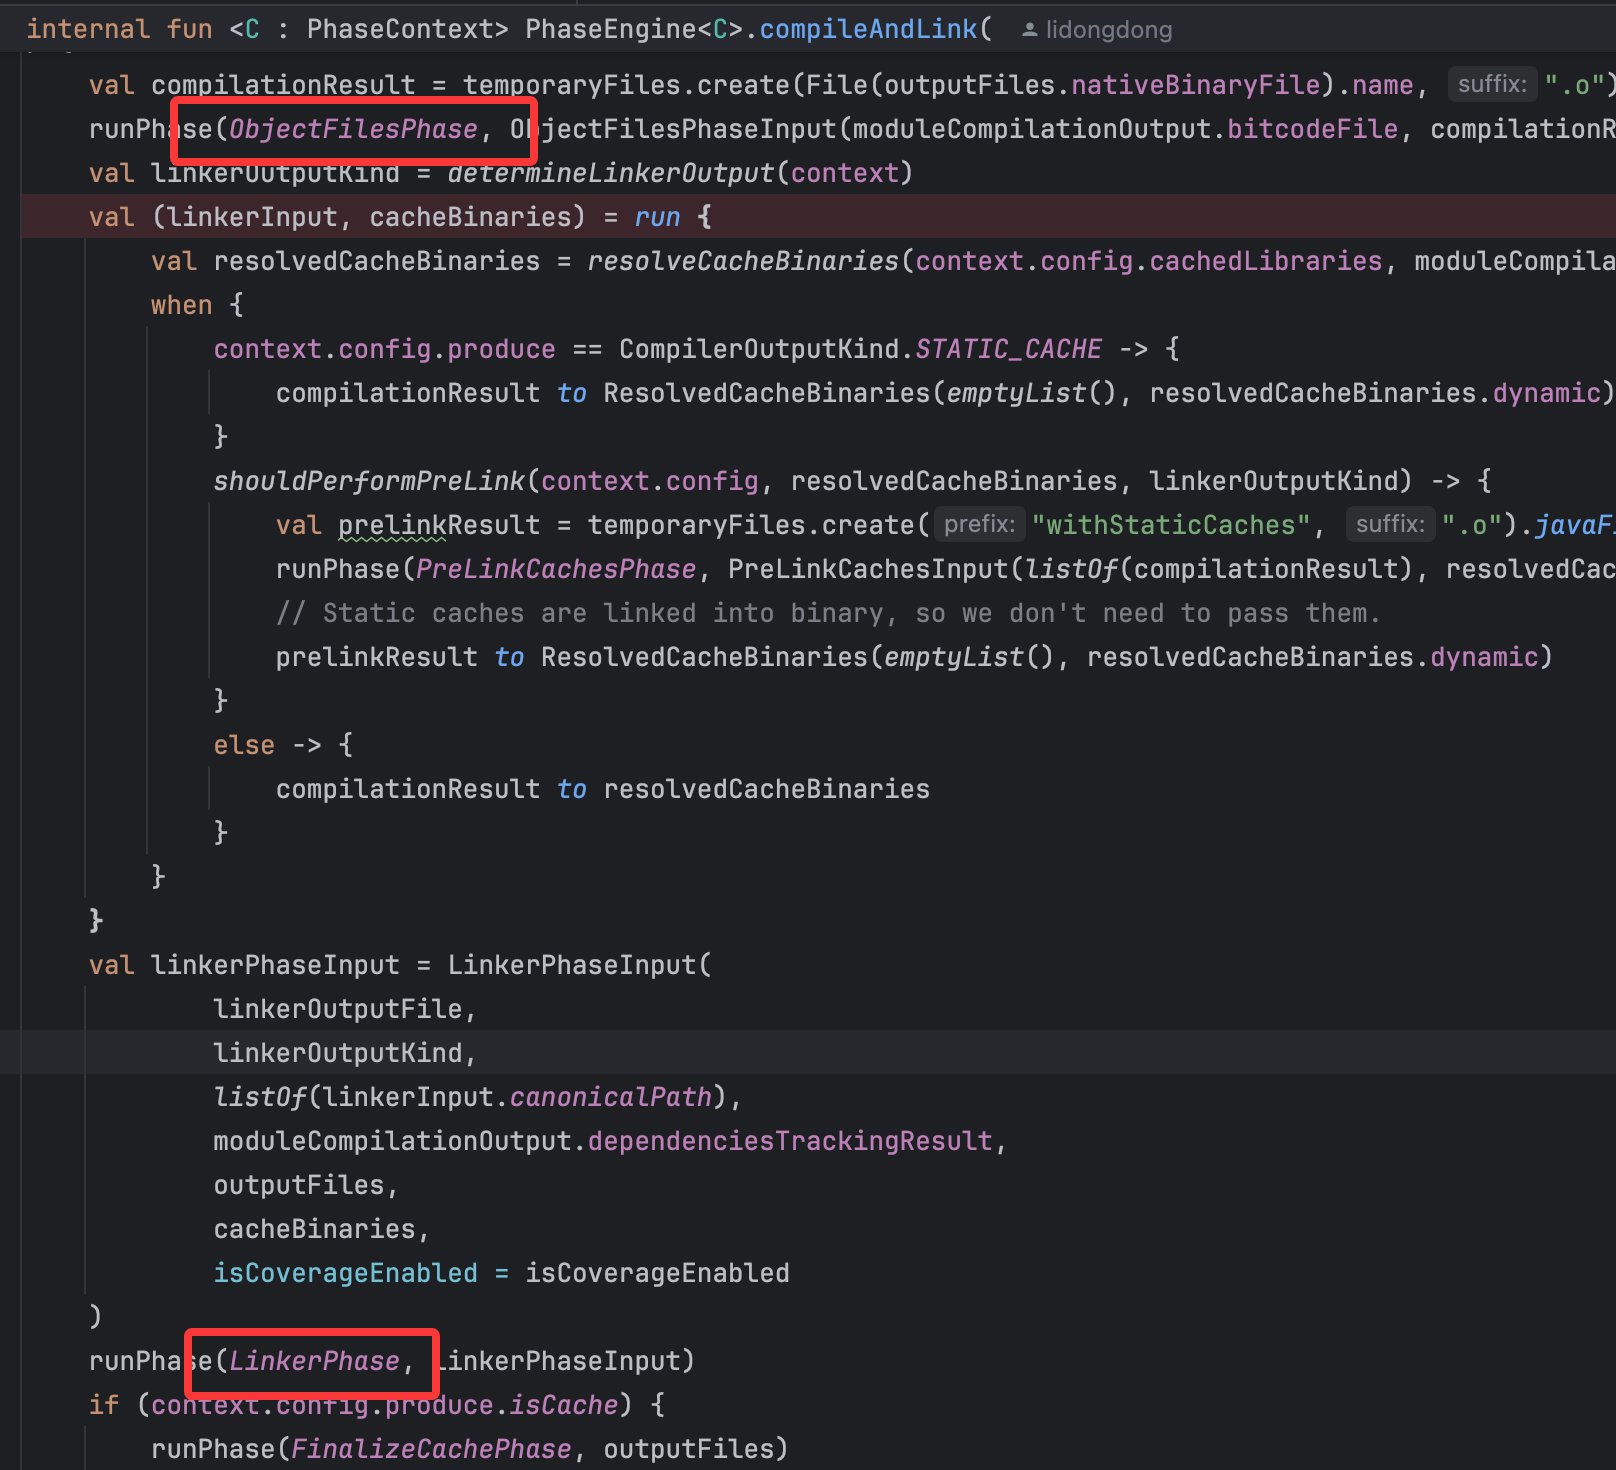 internal fun <C : PhaseContext> PhaseEngine<C>.compileAndLink( lidongdong
val compilationResult = temporaryFiles.create(File(outputFiles.nativeBinaryFile).name, suffix: ".o")
runPhase(ObjectFilesPhase, ObjectFilesPhaseInput(moduleCompilationOutput.bitcodeFile, compilationR
val linkerOutputKind = determineLinkerOutput(context)
val (linkerInput, cacheBinaries) = run {
val resolvedCacheBinaries = resolveCacheBinaries(context.config.cachedLibraries, moduleCompila
when {
context.config.produce == CompilerOutputKind.STATIC_CACHE -> {
compilationResult to ResolvedCacheBinaries(emptyList(), resolvedCacheBinaries.dynamic)
}
shouldPerformPreLink(context.config, resolvedCacheBinaries, linkerOutputKind) -> {
val prelinkResult = temporaryFiles.create( prefix: "withStaticCaches", suffix: ".o").javaF
runPhase(PreLinkCachesPhase, PreLinkCachesInput(listOf(compilationResult), resolvedCac
// Static caches are linked into binary, so we don't need to pass them.
prelinkResult to ResolvedCacheBinaries(emptyList(), resolvedCacheBinaries.dynamic)
}
else -> {
compilationResult to resolvedCacheBinaries
}
}
}
val linkerPhaseInput = LinkerPhaseInput(
linkerOutputFile,
linkerOutputKind,
listOf(linkerInput.canonicalPath),
moduleCompilationOutput.dependenciesTrackingResult,
outputFiles,
cacheBinaries,
isCoverageEnabled = isCoverageEnabled
)
runPhase(LinkerPhase, linkerPhaseInput)
if (context.config.produce.isCache) {
runPhase(FinalizeCachePhase, outputFiles)